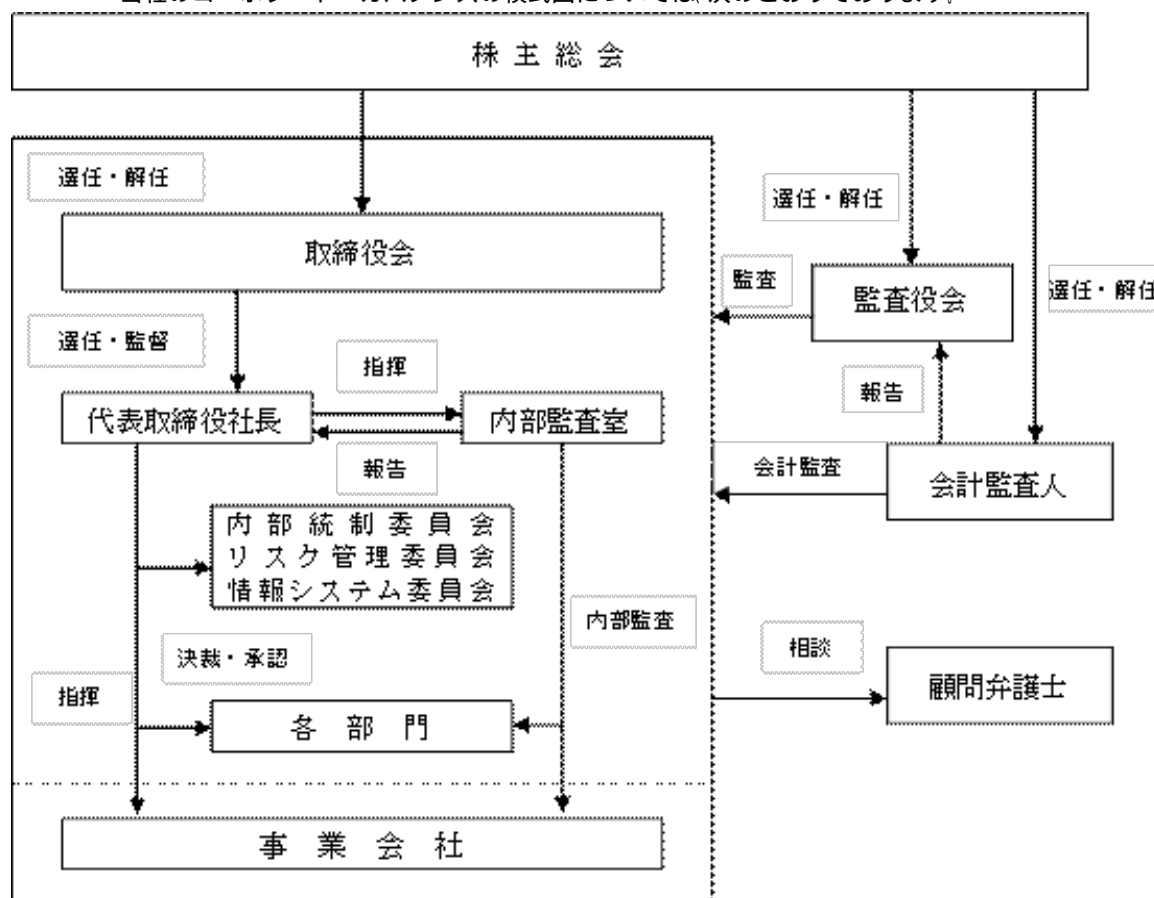 株主総会
選任・解任
選任・解任
取締役会
監査
監査役会
選任・解任
選任・監督
指揮
報告
代表取締役社長
内部監査室
報告
会計監査
会計監査人
内部統制委員会
リスク管理委員会
情報システム委員会
内部監査
決裁・承認
相談
顧問弁護士
指揮
各部門
事業会社